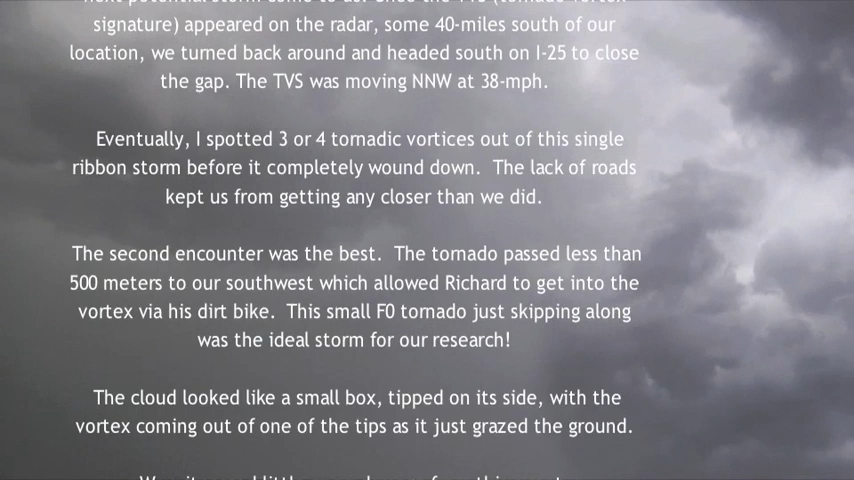 signature) appeared on the radar, some 40-miles south of our
location, we turned back around and headed south on I-25 to close
the gap. The TVS was moving NNW at 38-mph.
Eventually, I spotted 3 or 4 tornadic vortices out of this single
ribbon storm before it completely wound down. The lack of roads
kept us from getting any closer than we did.
The second encounter was the best. The tornado passed less than
500 meters to our southwest which allowed Richard to get into the
vortex via his dirt bike. This small F0 tornado just skipping along
was the ideal storm for our research!
The cloud looked like a small box, tipped on its side, with the
vortex coming out of one of the tips as it just grazed the ground.